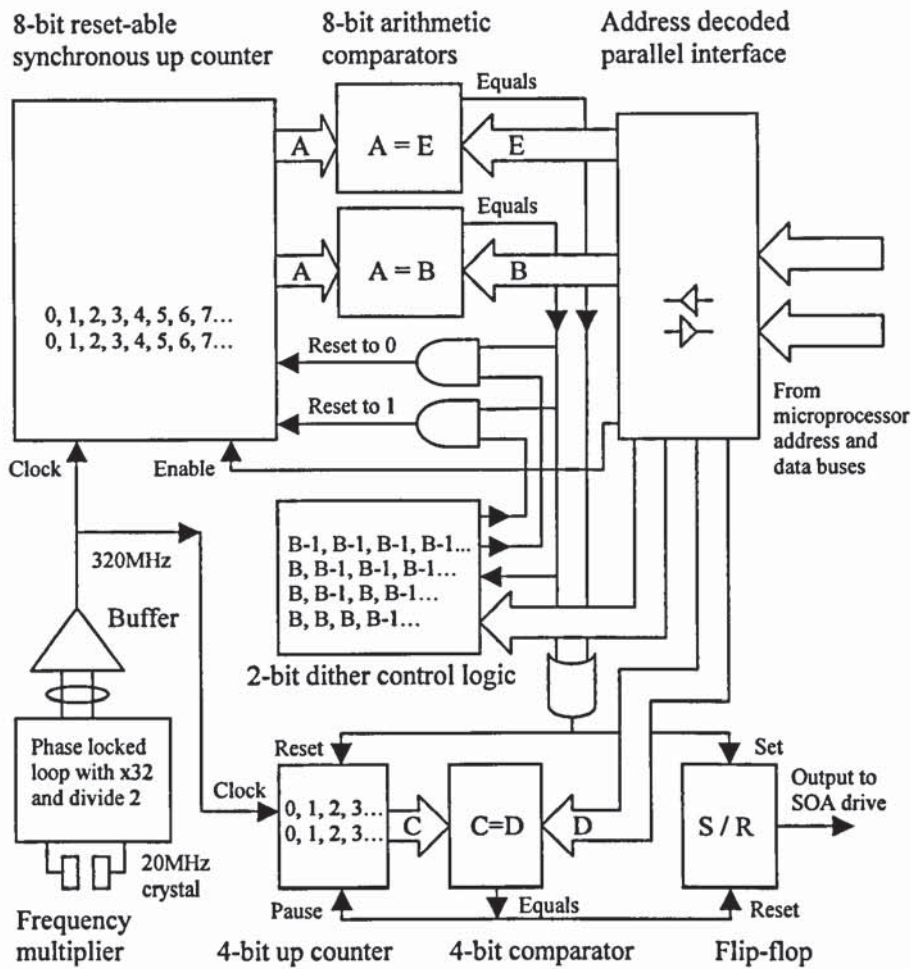 8-bit reset-able
synchronous up counter
8-bit arithmetic
comparators
Address decoded
parallel interface
Equals
A
A = E
E
Equals
A
A = B
B
0, 1, 2, 3, 4, 5, 6, 7...
0, 1, 2, 3, 4, 5, 6, 7...
Reset to 0
Reset to 1
From
microprocessor
address and
data buses
Clock
Enable
320MHz
B-1, B-1, B-1, B-1...
B, B-1, B-1, B-1...
B, B-1, B, B-1...
B, B, B, B-1...
Buffer
2-bit dither control logic
Phase locked
loop with x32
and divide 2
Reset
Set
Clock
0, 1, 2, 3...
0, 1, 2, 3...
C
C=D
D
S / R
Output to
SOA drive
20MHz
crystal
Pause
Equals
Reset
Frequency
multiplier
4-bit up counter
4-bit comparator
Flip-flop